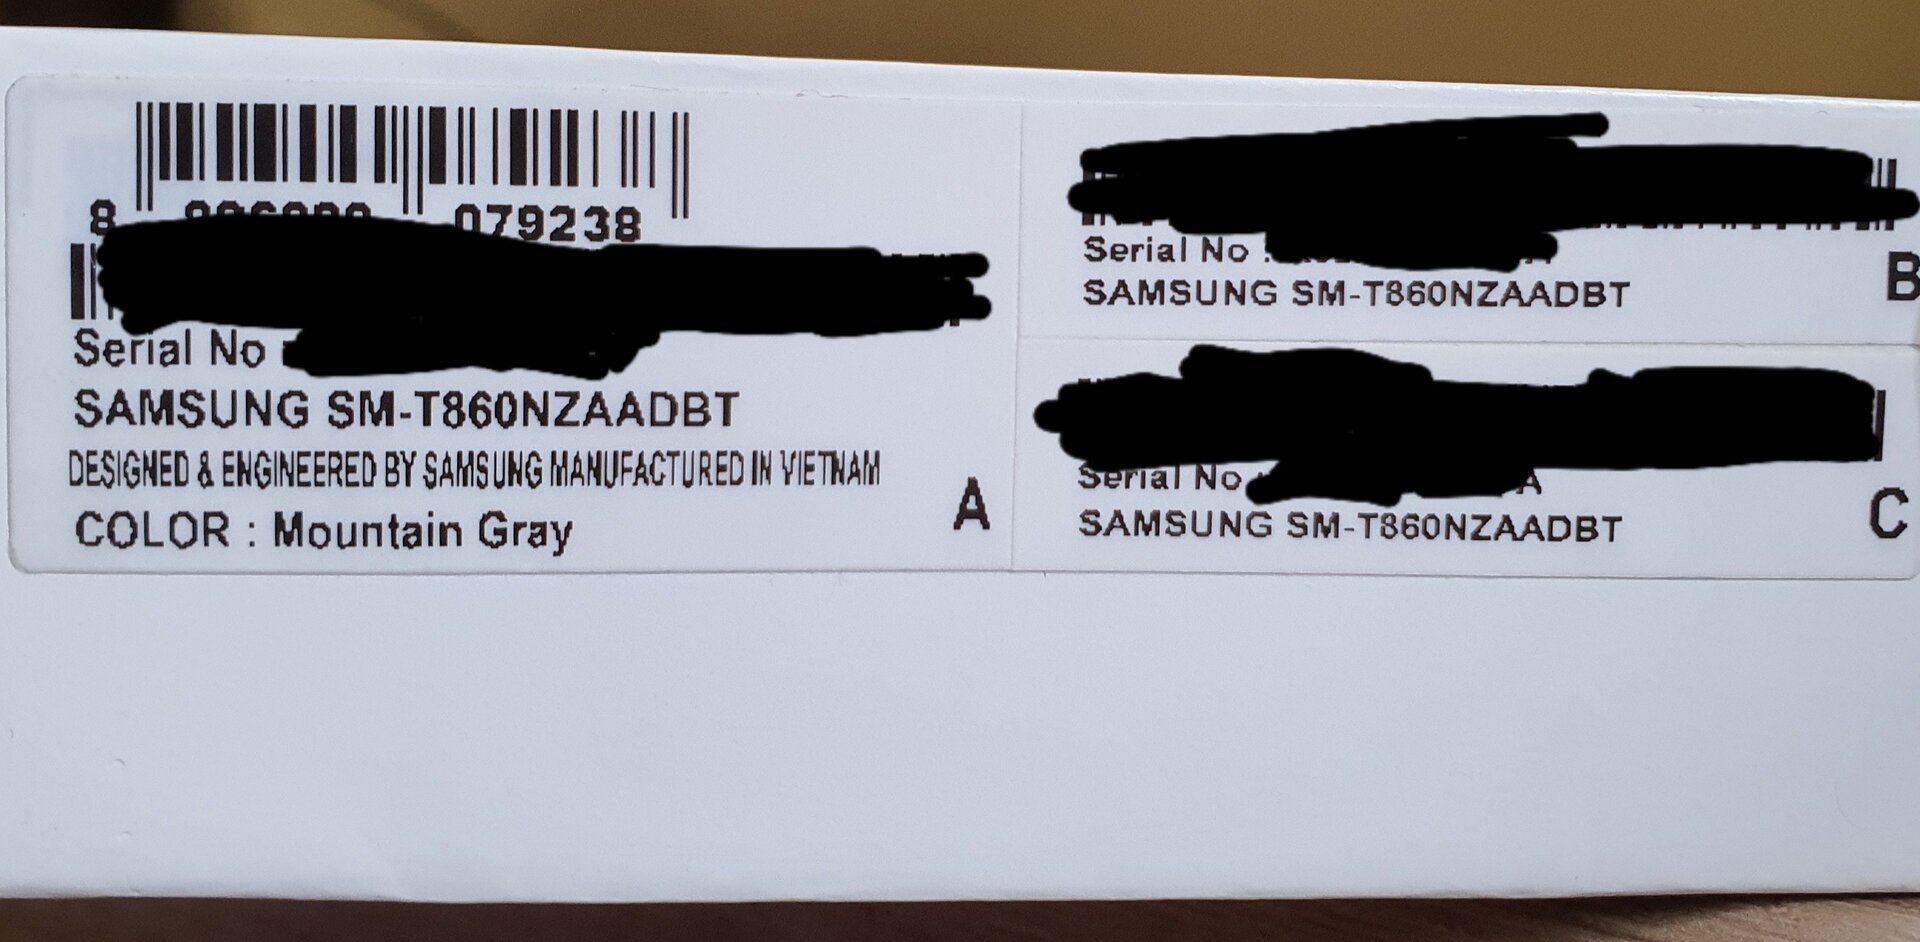 8 079238
Serial No
SAMSUNG SM-T860NZAADBT
DESIGNED & ENGINEERED BY SAMSUNG MANUFACTURED IN VIETNAM
COLOR : Mountain Gray
A
Serial No :
SAMSUNG SM-T860NZAADBT
B
Serial No
SAMSUNG SM-T860NZAADBT
C